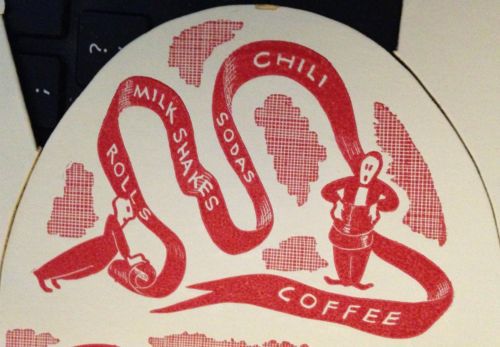 ROLLS
MILK SHAKES
SODAS
CHILI
COFFEE